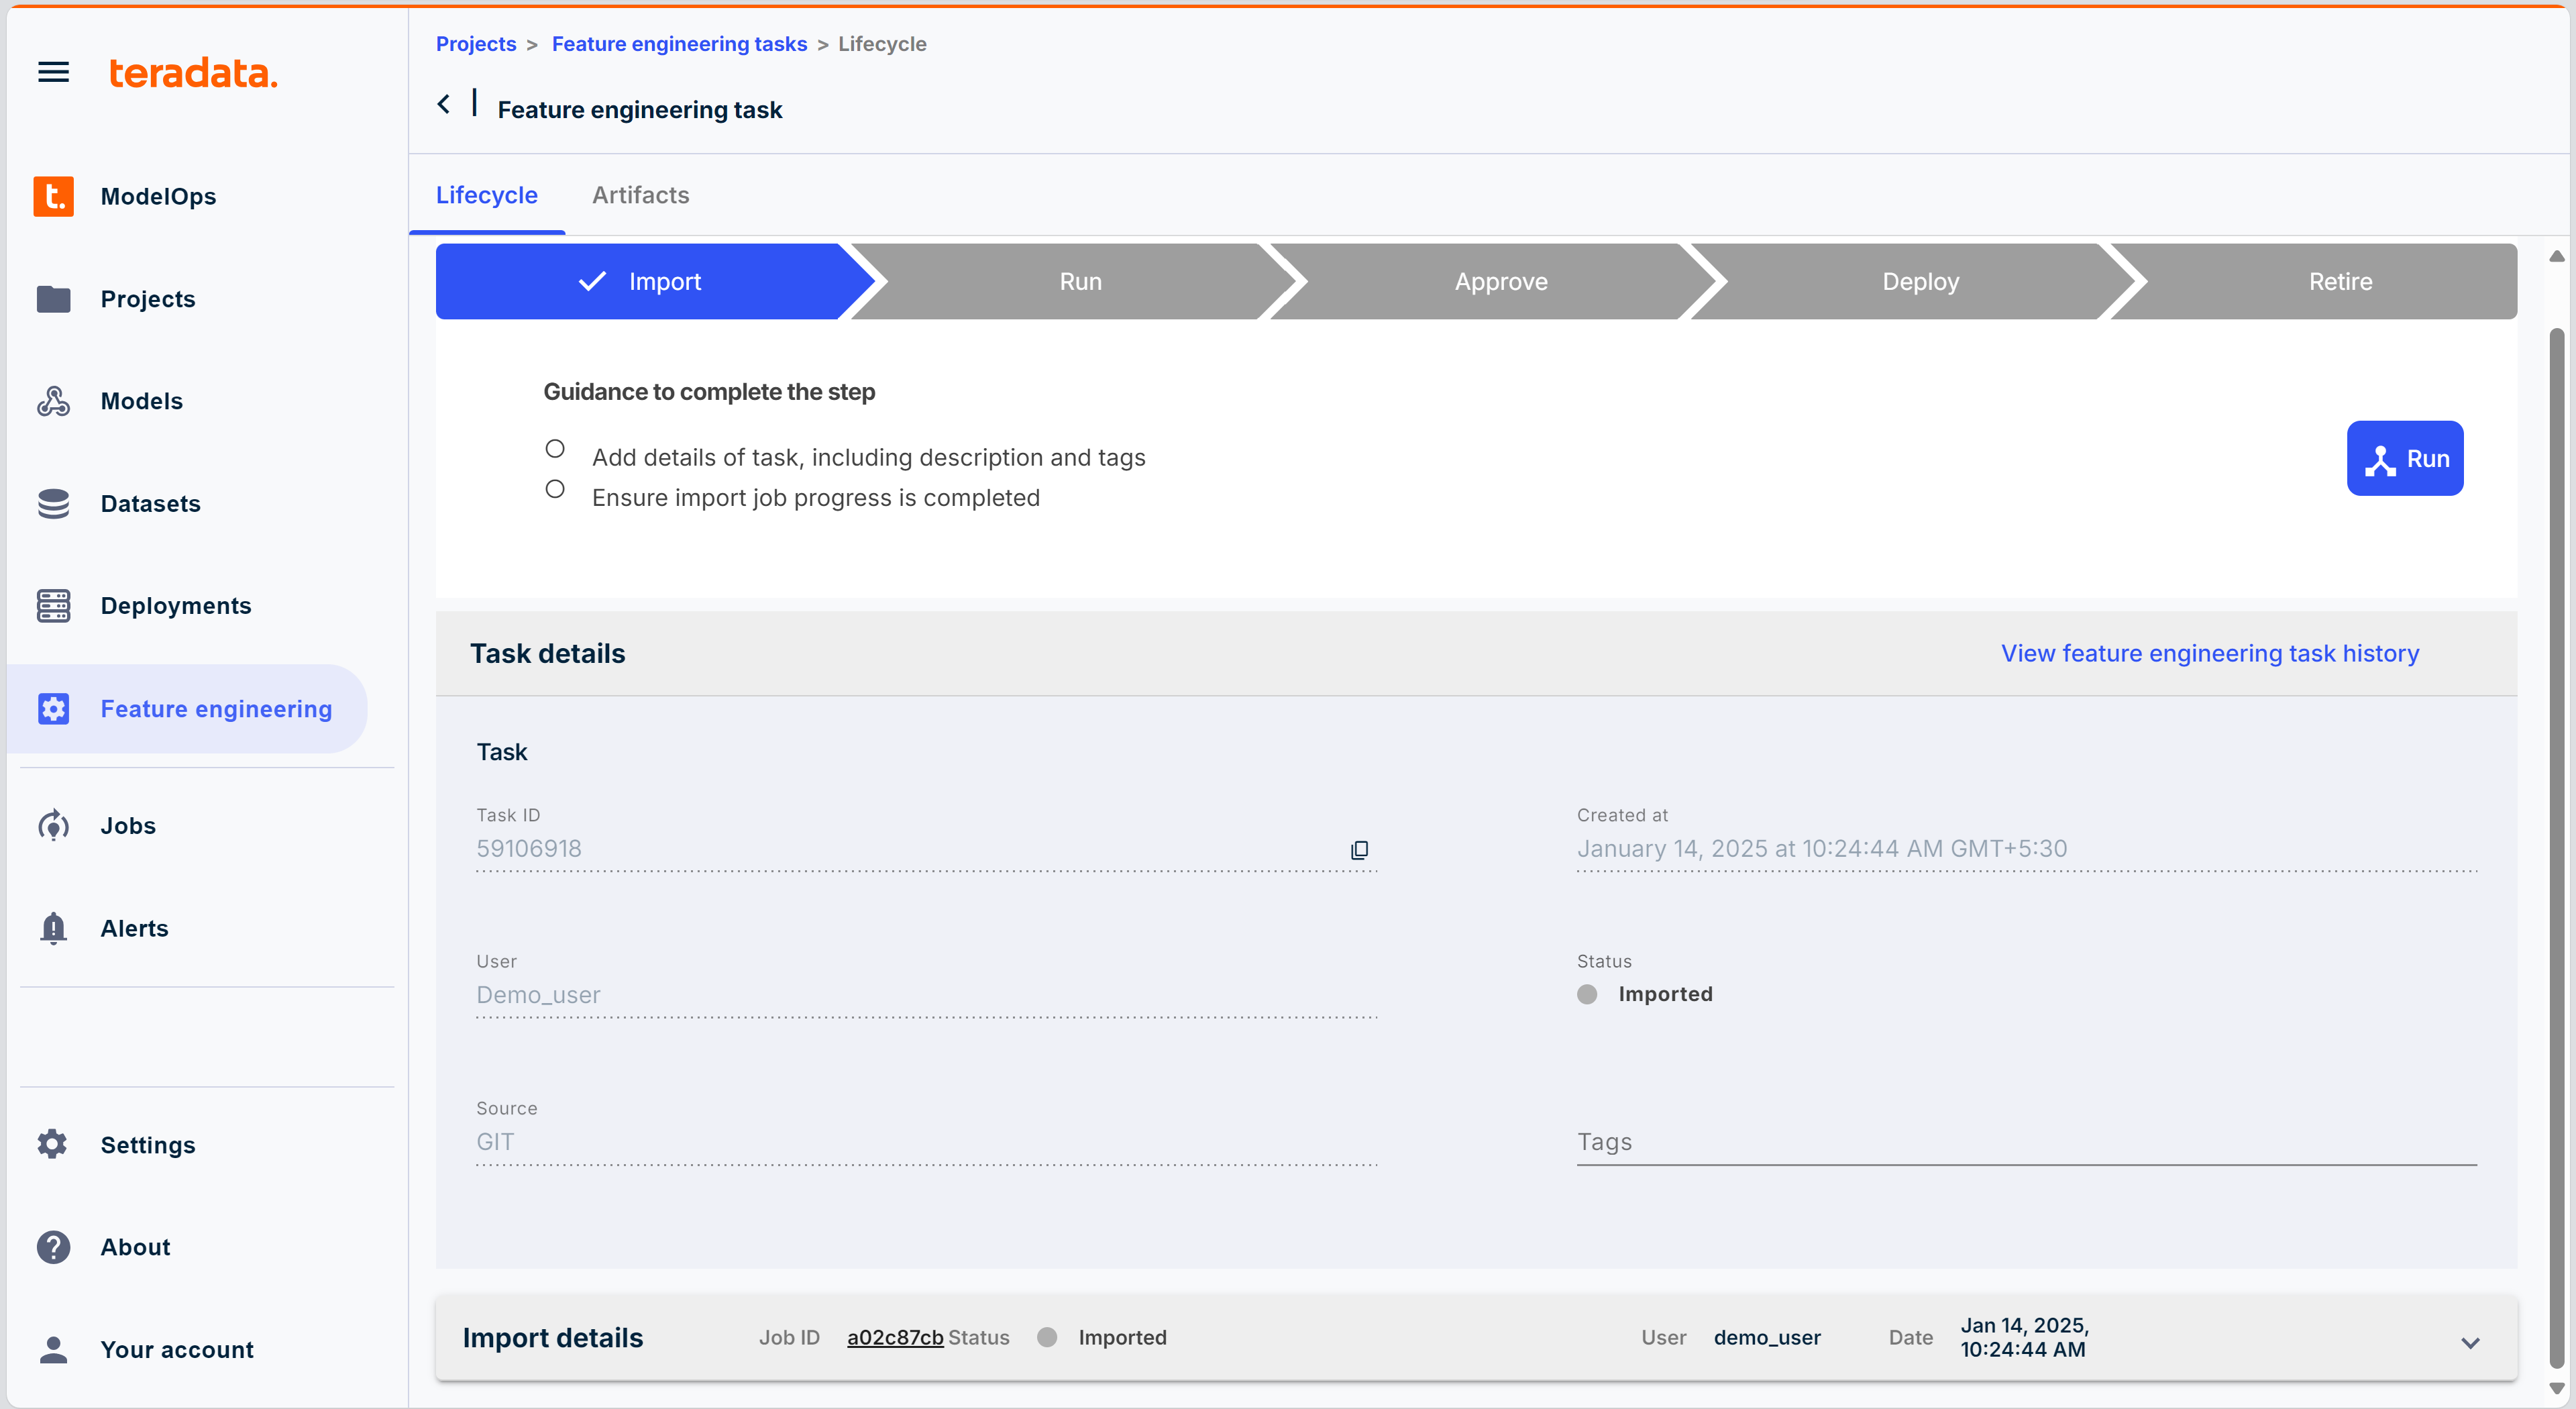 teradata.
t.
ModelOps
Projects
Models
Datasets
Deployments
Feature engineering
Jobs
Alerts
Settings
About
Your account
Projects > Feature engineering tasks > Lifecycle
Feature engineering task
Lifecycle Artifacts
Import Run Approve Deploy Retire
Guidance to complete the step
Add details of task, including description and tags
Ensure import job progress is completed
Run
Task details View feature engineering task history
Task
Task ID
59106918
Created at
January 14, 2025 at 10:24:44 AM GMT+5:30
User
Demo_user
Status
Imported
Source
GIT
Tags
Import details Job ID a02c87cb Status Imported User demo_user Date Jan 14, 2025,
10:24:44 AM